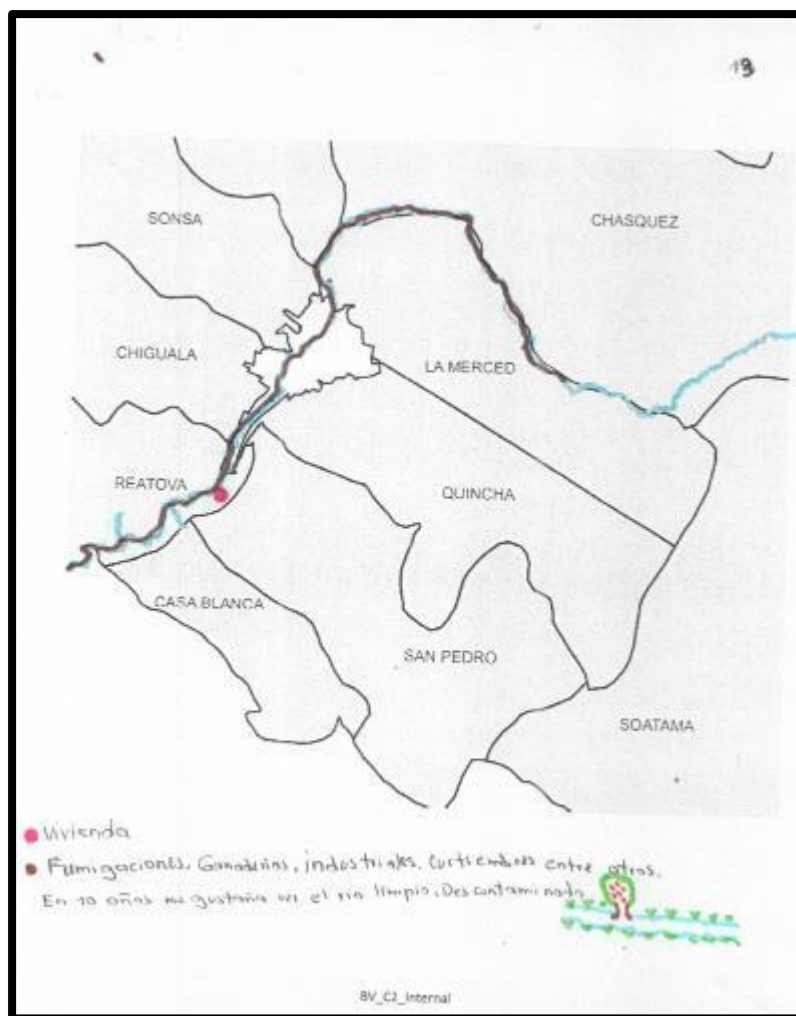 SONSA
CHASQUEZ
CHIGUALA
LA MERCED
REATOVA
QUINCHA
CASA BLANCA
SAN PEDRO
SOATAMA
Vivienda
Fumigaciones, Ganaderias, industriales, Curtiembres entre otros.
En 10 años me gustaria ver el rio limpio, Descontaminado
BV_C2_Internal